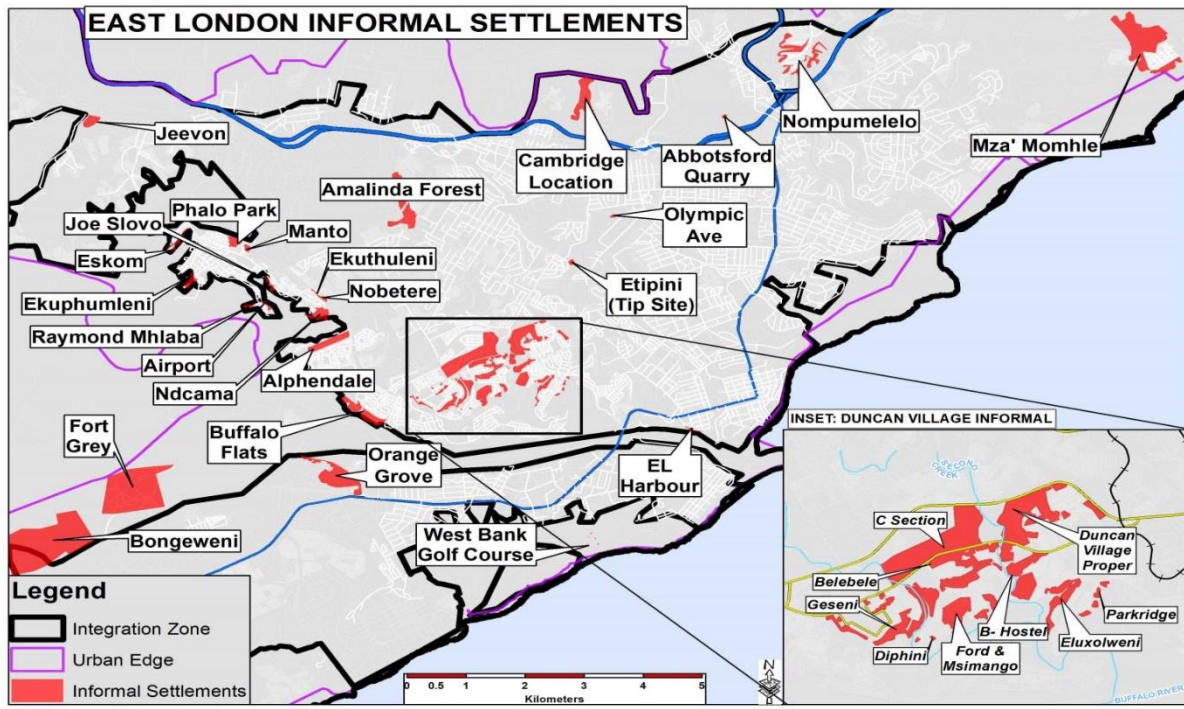 EAST LONDON INFORMAL SETTLEMENTS
Jeevon
Nompumelelo
Mza' Momhle
Cambridge
Location
Abbotsford
Quarry
Amalinda Forest
Phalo Park
Joe Slovo
Manto
Olympic
Ave
Eskom
Ekuthuleni
Ekuphumleni
Nobetere
Etipini
(Tip Site)
Raymond Mhlaba
Airport
Ndcama
Alphendale
Fort
Grey
Buffalo
Flats
Orange
Grove
EL
Harbour
Bongeweni
West Bank
Golf Course
INSET: DUNCAN VILLAGE INFORMAL
SECOND
CREEK
C Section
Duncan
Village
Proper
Belebele
Geseni
Parkridge
B- Hostel
Eluxolweni
Diphini
Ford &
Msimango
BUFFALO RIVER
Legend
Integration Zone
Urban Edge
Informal Settlements
0 0.5 1 2 3 4 5
Kilometers
N